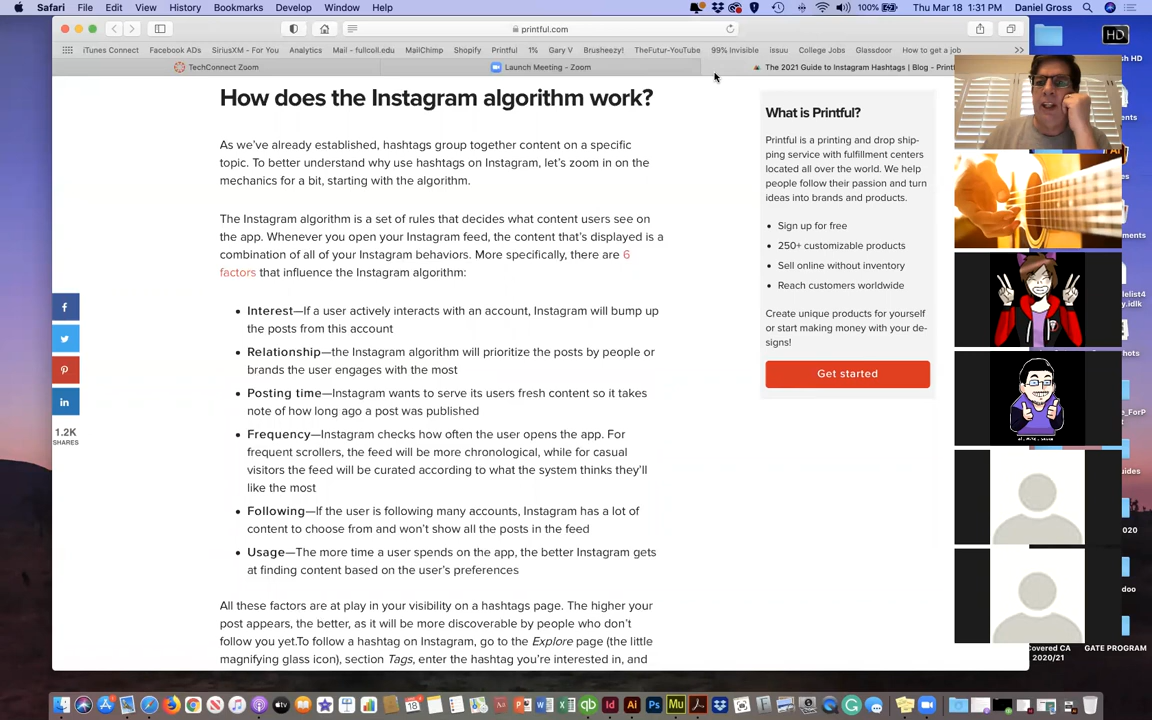 Safari File Edit View History Bookmarks Develop Window Help 100% Thu Mar 18 1:31 PM Daniel Gross
printful.com
iTunes Connect Facebook ADs SiriusXM - For You Analytics Mail - fullcoll.edu MailChimp Shopify Printful 1% Gary V Brusheezy! TheFutur-YouTube 99% Invisible issuu College Jobs Glassdoor How to get a job >>
TechConnect Zoom Launch Meeting - Zoom The 2021 Guide to Instagram Hashtags | Blog - Print
How does the Instagram algorithm work?
As we've already established, hashtags group together content on a specific
topic. To better understand why use hashtags on Instagram, let's zoom in on the
mechanics for a bit, starting with the algorithm.
The Instagram algorithm is a set of rules that decides what content users see on
the app. Whenever you open your Instagram feed, the content that's displayed is a
combination of all of your Instagram behaviors. More specifically, there are 6
factors that influence the Instagram algorithm:
• Interest—If a user actively interacts with an account, Instagram will bump up
the posts from this account
• Relationship—the Instagram algorithm will prioritize the posts by people or
brands the user engages with the most
• Posting time—Instagram wants to serve its users fresh content so it takes
note of how long ago a post was published
• Frequency—Instagram checks how often the user opens the app. For
frequent scrollers, the feed will be more chronological, while for casual
visitors the feed will be curated according to what the system thinks they'll
like the most
• Following—If the user is following many accounts, Instagram has a lot of
content to choose from and won't show all the posts in the feed
• Usage—The more time a user spends on the app, the better Instagram gets
at finding content based on the user's preferences
All these factors are at play in your visibility on a hashtags page. The higher your
post appears, the better, as it will be more discoverable by people who don't
follow you yet.To follow a hashtag on Instagram, go to the Explore page (the little
magnifying glass icon), section Tags, enter the hashtag you're interested in, and
1.2K
SHARES
What is Printful?
Printful is a printing and drop ship-
ping service with fulfillment centers
located all over the world. We help
people follow their passion and turn
ideas into brands and products.
• Sign up for free
• 250+ customizable products
• Sell online without inventory
• Reach customers worldwide
Create unique products for yourself
or start making money with your de-
signs!
Get started
HD
Covered CA
2020/21
GATE PROGRAM